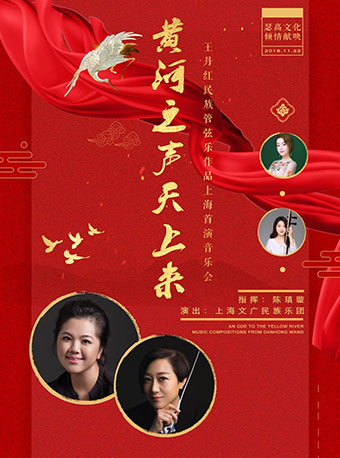 瑟高文化
倾情献映
2018.11.22
黄河之声天上来
王丹红民族管弦乐作品上海首演音乐会
指挥：陈瑱璇
演出：上海文广民族乐团
AN ODE TO THE YELLOW RIVER
MUSIC COMPOSITIONS FROM DANHONG WANG